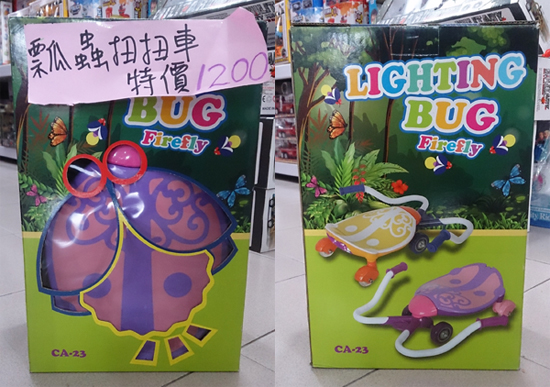 瓢蟲扭扭車
特價1200
BUG
Firefly
CA-23
LIGHTING
BUG
Firefly
CA-23